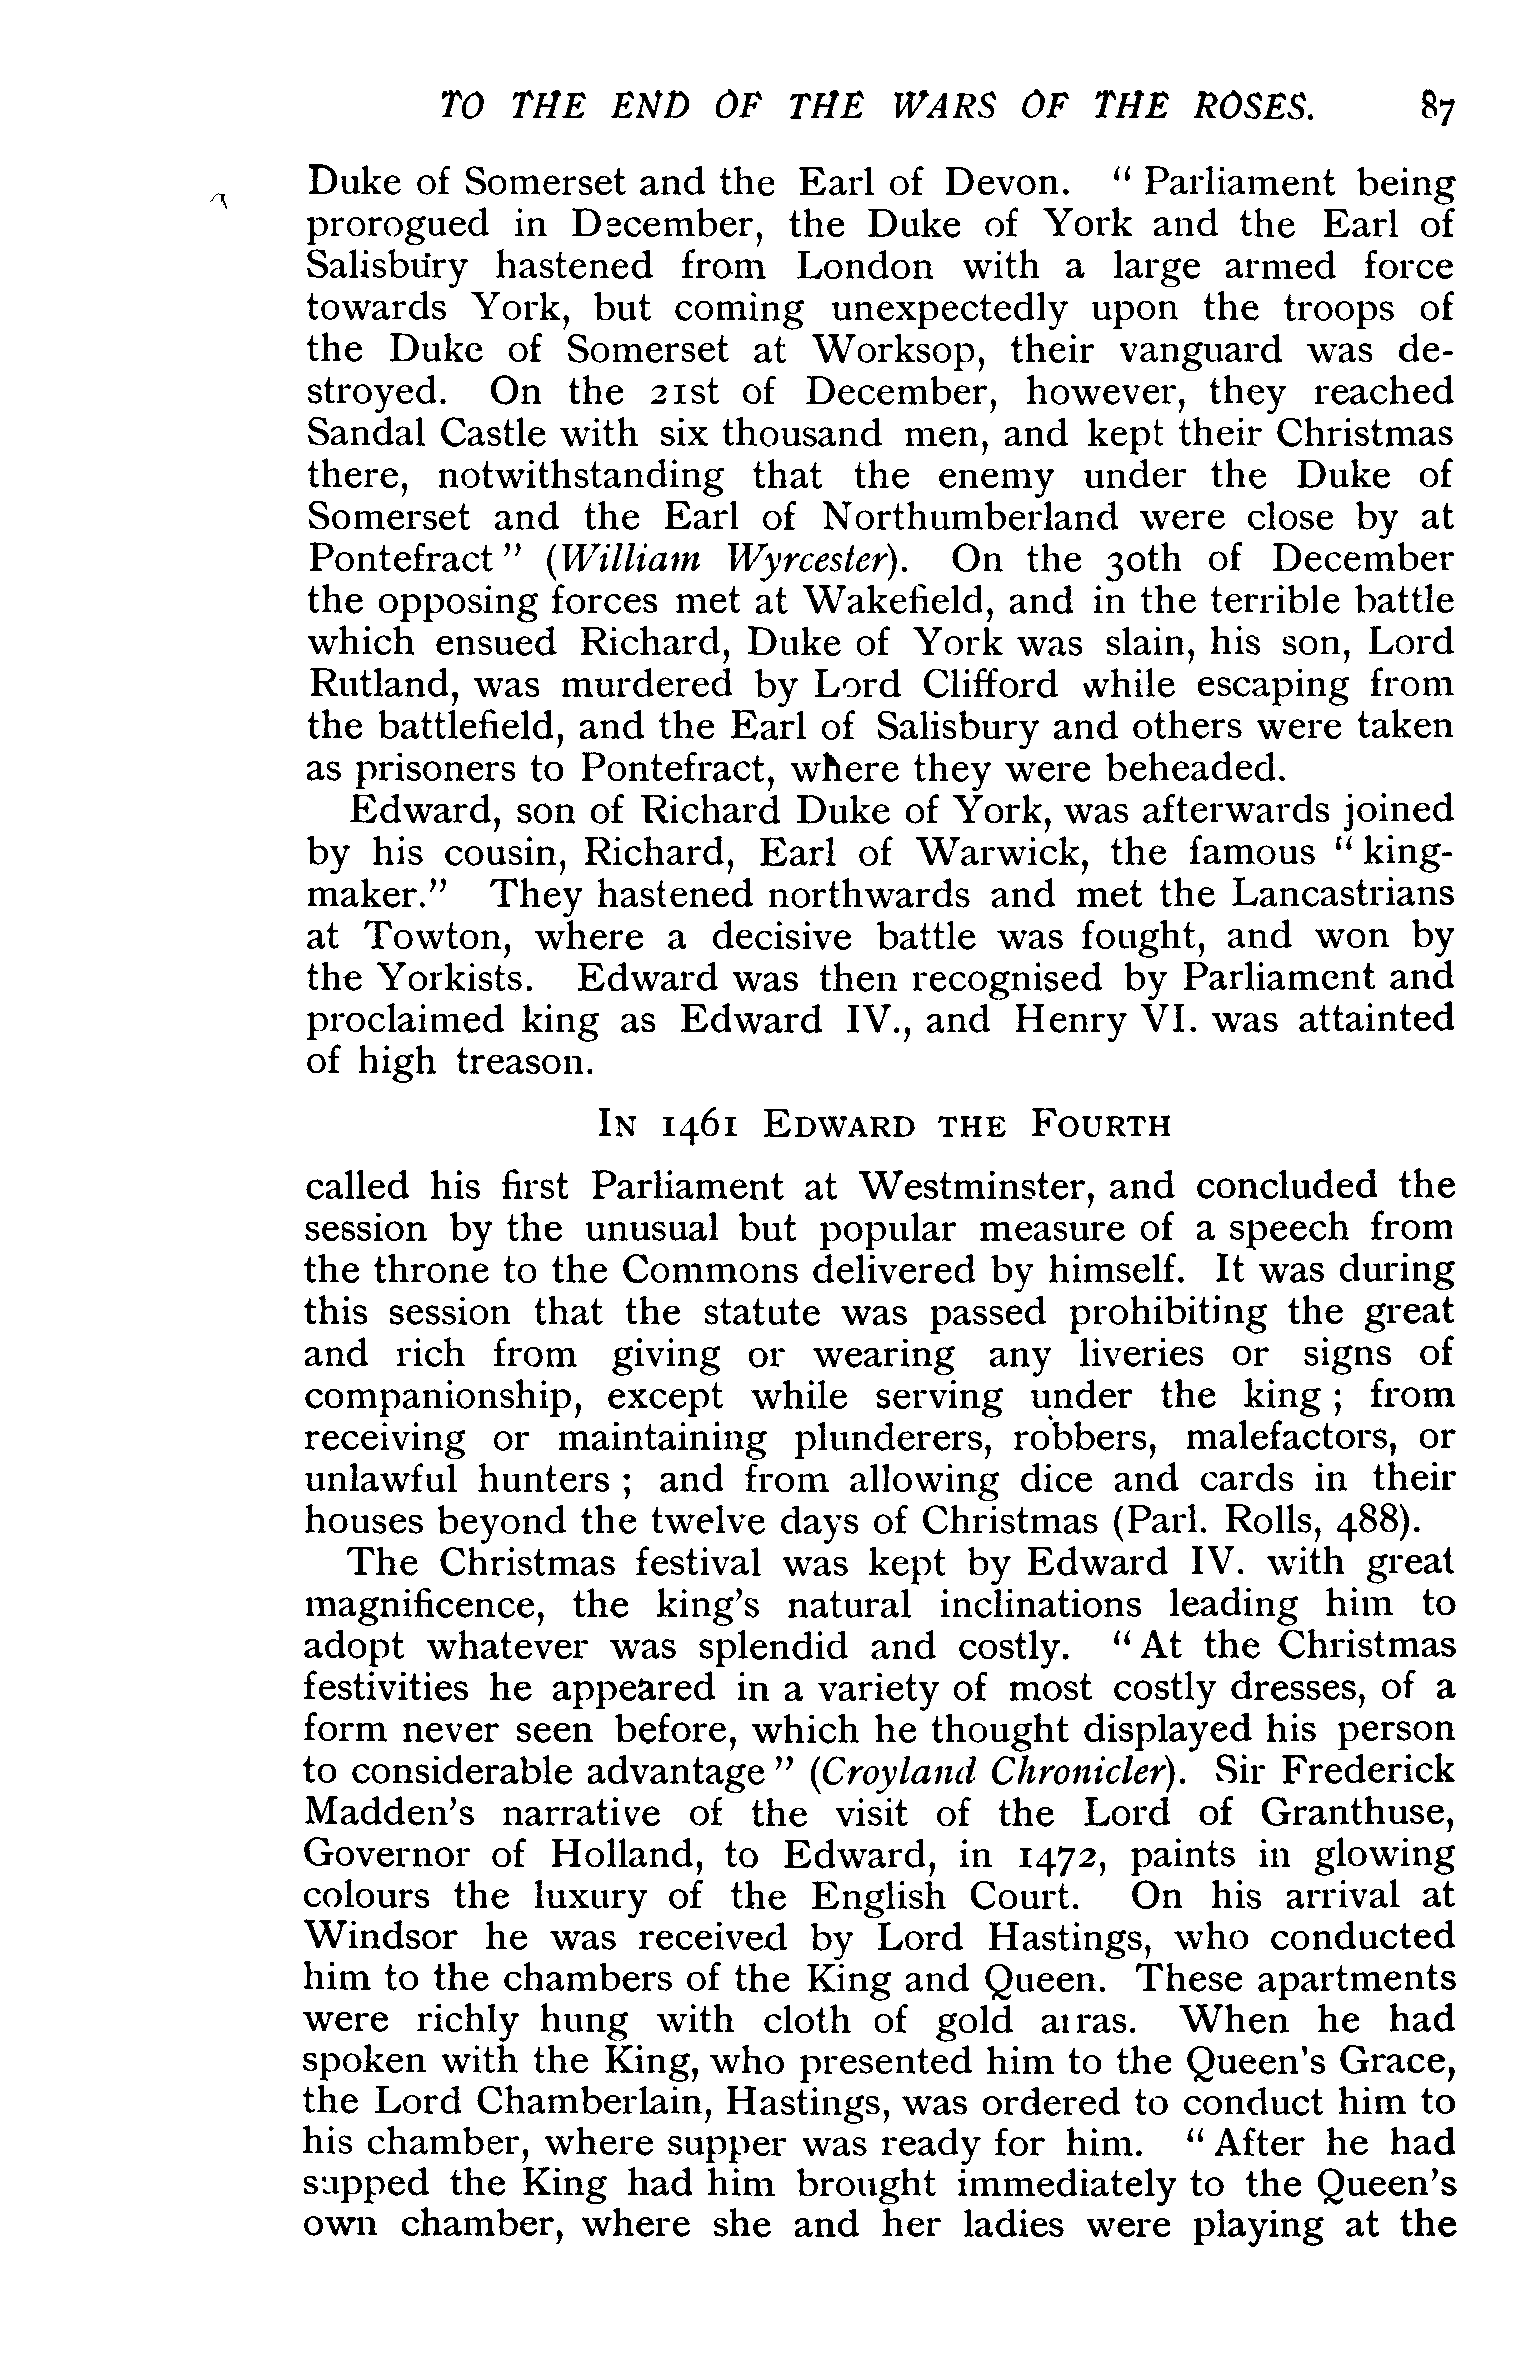 TO THE END OF THE WARS OF THE ROSES. 87
Duke of Somerset and the Earl of Devon. “ Parliament being
prorogued in December, the Duke of York and the Earl of
Salisbury hastened from London with a large armed force
towards York, but coming unexpectedly upon the troops of
the Duke of Somerset at Worksop, their vanguard was de-
stroyed. On the 21st of December, however, they reached
Sandal Castle with six thousand men, and kept their Christmas
there, notwithstanding that the enemy under the Duke of
Somerset and the Earl of Northumberland were close by at
Pontefract” (William Wyrcester). On the 30th of December
the opposing forces met at Wakefield, and in the terrible battle
which ensued Richard, Duke of York was slain, his son, Lord
Rutland, was murdered by Lord Clifford while escaping from
the battlefield, and the Earl of Salisbury and others were taken
as prisoners to Pontefract, where they were beheaded.
Edward, son of Richard Duke of York, was afterwards joined
by his cousin, Richard, Earl of Warwick, the famous “ king-
maker.” They hastened northwards and met the Lancastrians
at Towton, where a decisive battle was fought, and won by
the Yorkists. Edward was then recognised by Parliament and
proclaimed king as Edward IV., and Henry VI. was attainted
of high treason.
IN 1461 EDWARD THE FOURTH
called his first Parliament at Westminster, and concluded the
session by the unusual but popular measure of a speech from
the throne to the Commons delivered by himself. It was during
this session that the statute was passed prohibiting the great
and rich from giving or wearing any liveries or signs of
companionship, except while serving under the king ; from
receiving or maintaining plunderers, robbers, malefactors, or
unlawful hunters ; and from allowing dice and cards in their
houses beyond the twelve days of Christmas (Parl. Rolls, 488).
The Christmas festival was kept by Edward IV. with great
magnificence, the king's natural inclinations leading him to
adopt whatever was splendid and costly. “ At the Christmas
festivities he appeared in a variety of most costly dresses, of a
form never seen before, which he thought displayed his person
to considerable advantage ” (Croyland Chronicler). Sir Frederick
Madden's narrative of the visit of the Lord of Granthuse,
Governor of Holland, to Edward, in 1472, paints in glowing
colours the luxury of the English Court. On his arrival at
Windsor he was received by Lord Hastings, who conducted
him to the chambers of the King and Queen. These apartments
were richly hung with cloth of gold arras. When he had
spoken with the King, who presented him to the Queen's Grace,
the Lord Chamberlain, Hastings, was ordered to conduct him to
his chamber, where supper was ready for him. “ After he had
supped the King had him brought immediately to the Queen's
own chamber, where she and her ladies were playing at the